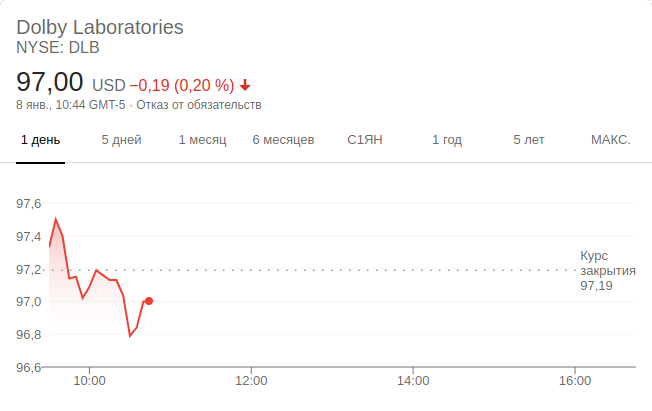 Dolby Laboratories
NYSE: DLB
97,00 USD −0,19 (0,20 %)
8 янв., 10:44 GMT-5 · Отказ от обязательств
1 день 5 дней 1 месяц 6 месяцев С1ЯН 1 год 5 лет МАКС.
97,6
97,4
97,2
97,0
96,8
96,6
Курс
закрытия
97,19
10:00 12:00 14:00 16:00